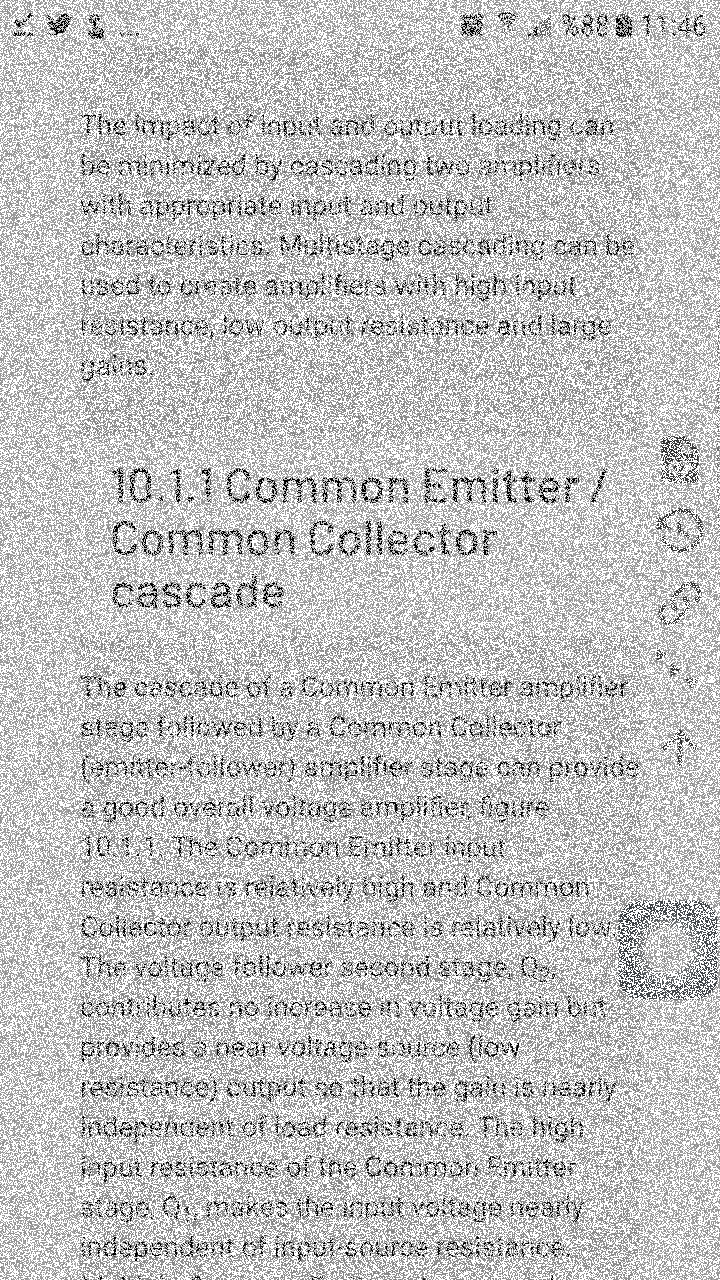 %88 11:46
The impact of input and output loading can
be minimized by cascading two amplifiers
with appropriate input and output
characteristics. Multistage cascading can be
used to create amplifiers with high input
resistance, low output resistance and large
gains.
10.1.1 Common Emitter /
Common Collector
cascade
The cascade of a Common Emitter amplifier
stage followed by a Common Collector
(emitter-follower) amplifier stage can provide
a good overall voltage amplifier, figure
10.1.1. The Common Emitter input
resistance is relatively high and Common
Collector output resistance is relatively low.
The voltage follower second stage, Q₂,
contributes no increase in voltage gain but
provides a near voltage-source (low
resistance) output so that the gain is nearly
independent of load resistance. The high
input resistance of the Common Emitter
stage, Q₁, makes the input voltage nearly
independent of input-source resistance.